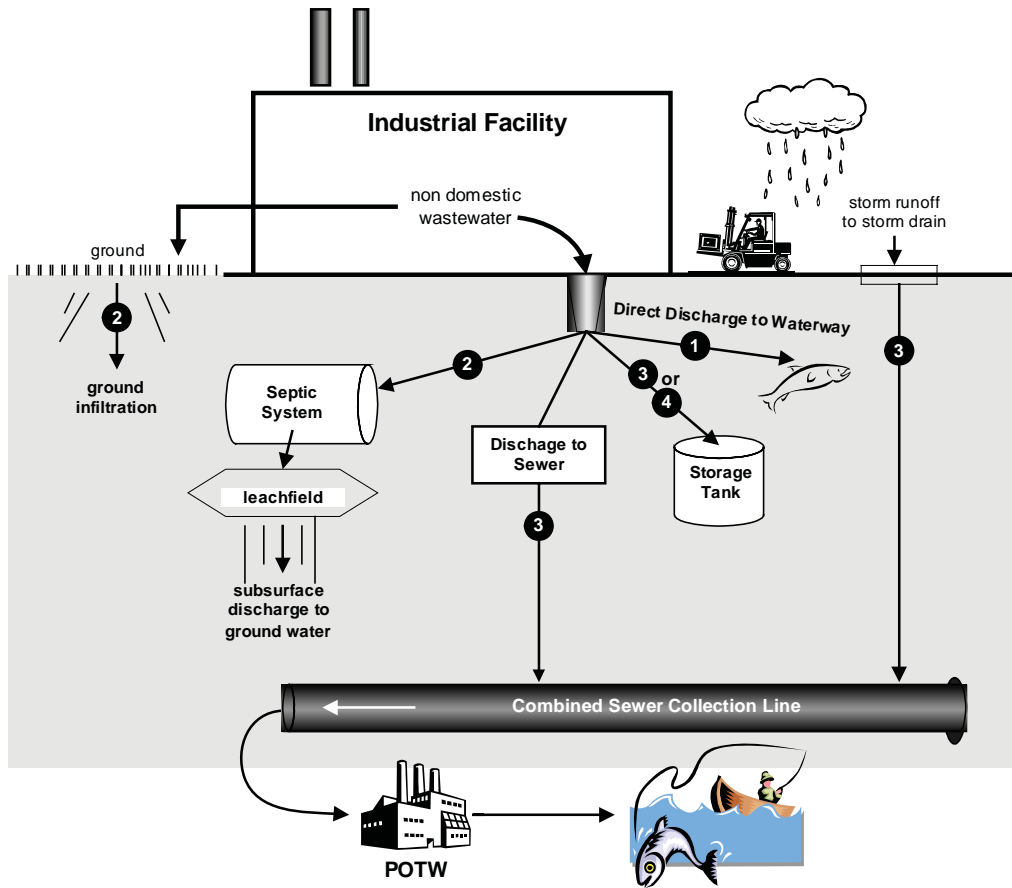 Industrial Facility
non domestic
wastewater
storm runoff
to storm drain
ground
Direct Discharge to Waterway
2
ground
infiltration
2
1
3
or
4
3
Septic
System
Dischage to
Sewer
Storage
Tank
leachfield
3
subsurface
discharge to
ground water
Combined Sewer Collection Line
POTW